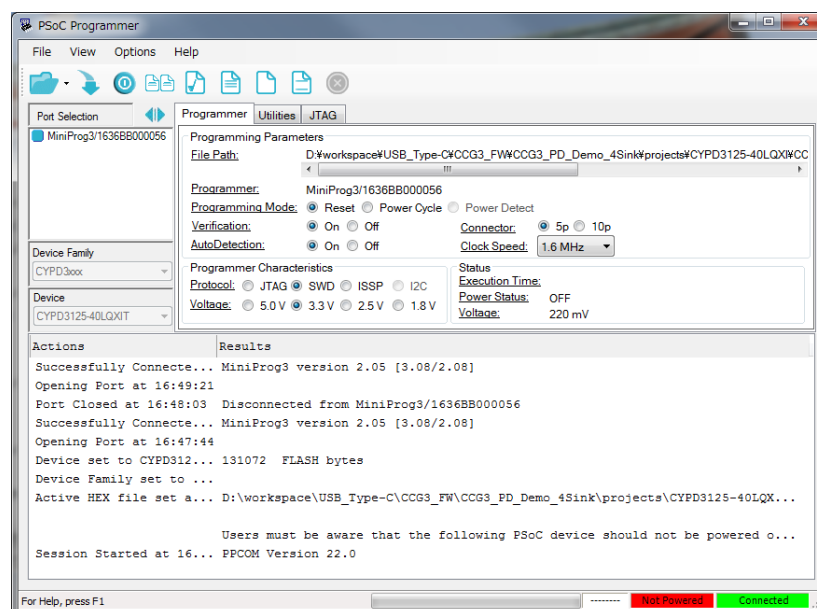 PSoC Programmer
File View Options Help
Port Selection
MiniProg3/1636BB000056
Device Family
CYPD3xxx
Device
CYPD3125-40LQXIT
Programmer Utilities JTAG
Programming Parameters
File Path: D:¥workspace¥USB_Type-C¥CCG3_FW¥CCG3_PD_Demo_4Sink¥projects¥CYPD3125-40LQXI¥CC
Programmer: MiniProg3/1636BB000056
Programming Mode: Reset Power Cycle Power Detect
Verification: On Off Connector: 5p 10p
AutoDetection: On Off Clock Speed: 1.6 MHz
Programmer Characteristics
Protocol: JTAG SWD ISSP I2C
Voltage: 5.0 V 3.3 V 2.5 V 1.8 V
Status
Execution Time:
Power Status: OFF
Voltage: 220 mV
Actions Results
Successfully Connecte... MiniProg3 version 2.05 [3.08/2.08]
Opening Port at 16:49:21
Port Closed at 16:48:03 Disconnected from MiniProg3/1636BB000056
Successfully Connecte... MiniProg3 version 2.05 [3.08/2.08]
Opening Port at 16:47:44
Device set to CYPD312... 131072 FLASH bytes
Device Family set to ...
Active HEX file set a... D:\workspace\USB_Type-C\CCG3_FW\CCG3_PD_Demo_4Sink\projects\CYPD3125-40LQX...
Users must be aware that the following PSoC device should not be powered o...
Session Started at 16... PPCOM Version 22.0
For Help, press F1
-------- Not Powered Connected